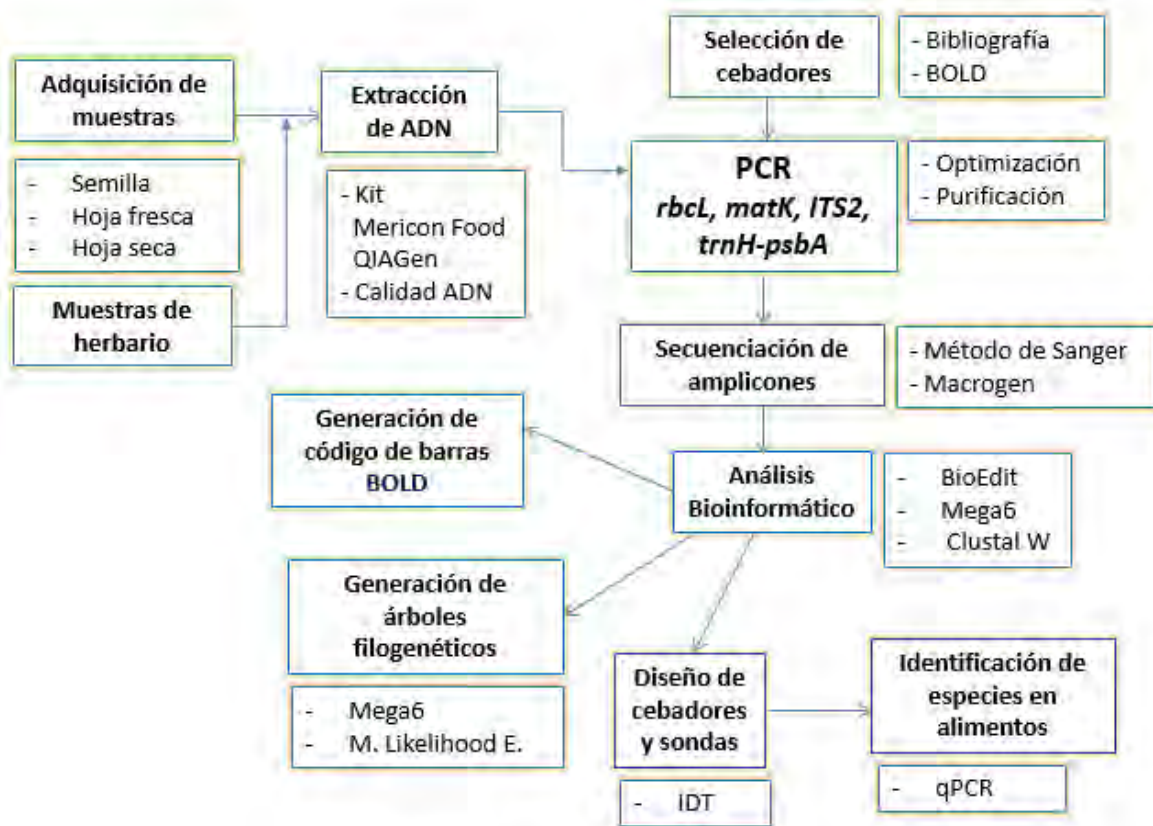 Adquisición de
muestras
- Semilla
- Hoja fresca
- Hoja seca
Muestras de
herbario
Extracción
de ADN
- Kit
Mericon Food
QIAGen
- Calidad ADN
Selección de
cebadores
- Bibliografía
- BOLD
PCR
rbcL, matK, ITS2,
trnH-psbA
- Optimización
- Purificación
Secuenciación de
amplicones
- Método de Sanger
- Macrogen
Análisis
Bioinformático
- BioEdit
- Mega6
- Clustal W
Generación de
código de barras
BOLD
Generación de
árboles
filogenéticos
- Mega6
- M. Likelihood E.
Diseño de
cebadores
y sondas
- IDT
Identificación de
especies en
alimentos
- qPCR